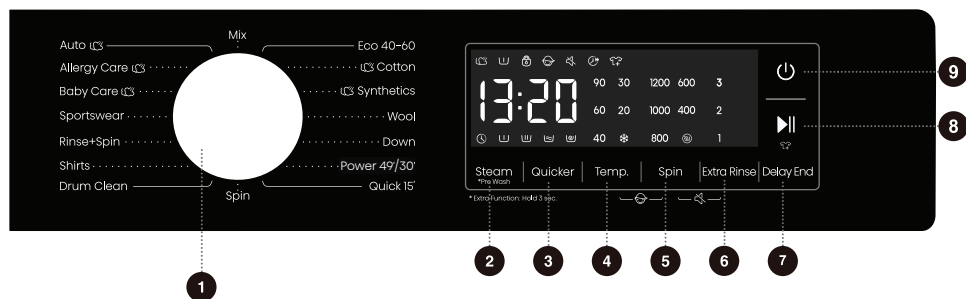 Mix
Auto
Allergy Care
Baby Care
Sportswear
Rinse+Spin
Shirts
Drum Clean
Spin
Eco 40-60
Cotton
Synthetics
Wool
Down
Power 49'/30'
Quick 15'
13:20
90 30 1200 600 3
60 20 1000 400 2
40 800 1
Steam Quicker Temp. Spin Extra Rinse Delay End
*Pre Wash
* Extra Function: Hold 3 sec.
1
2
3
4
5
6
7
8
9